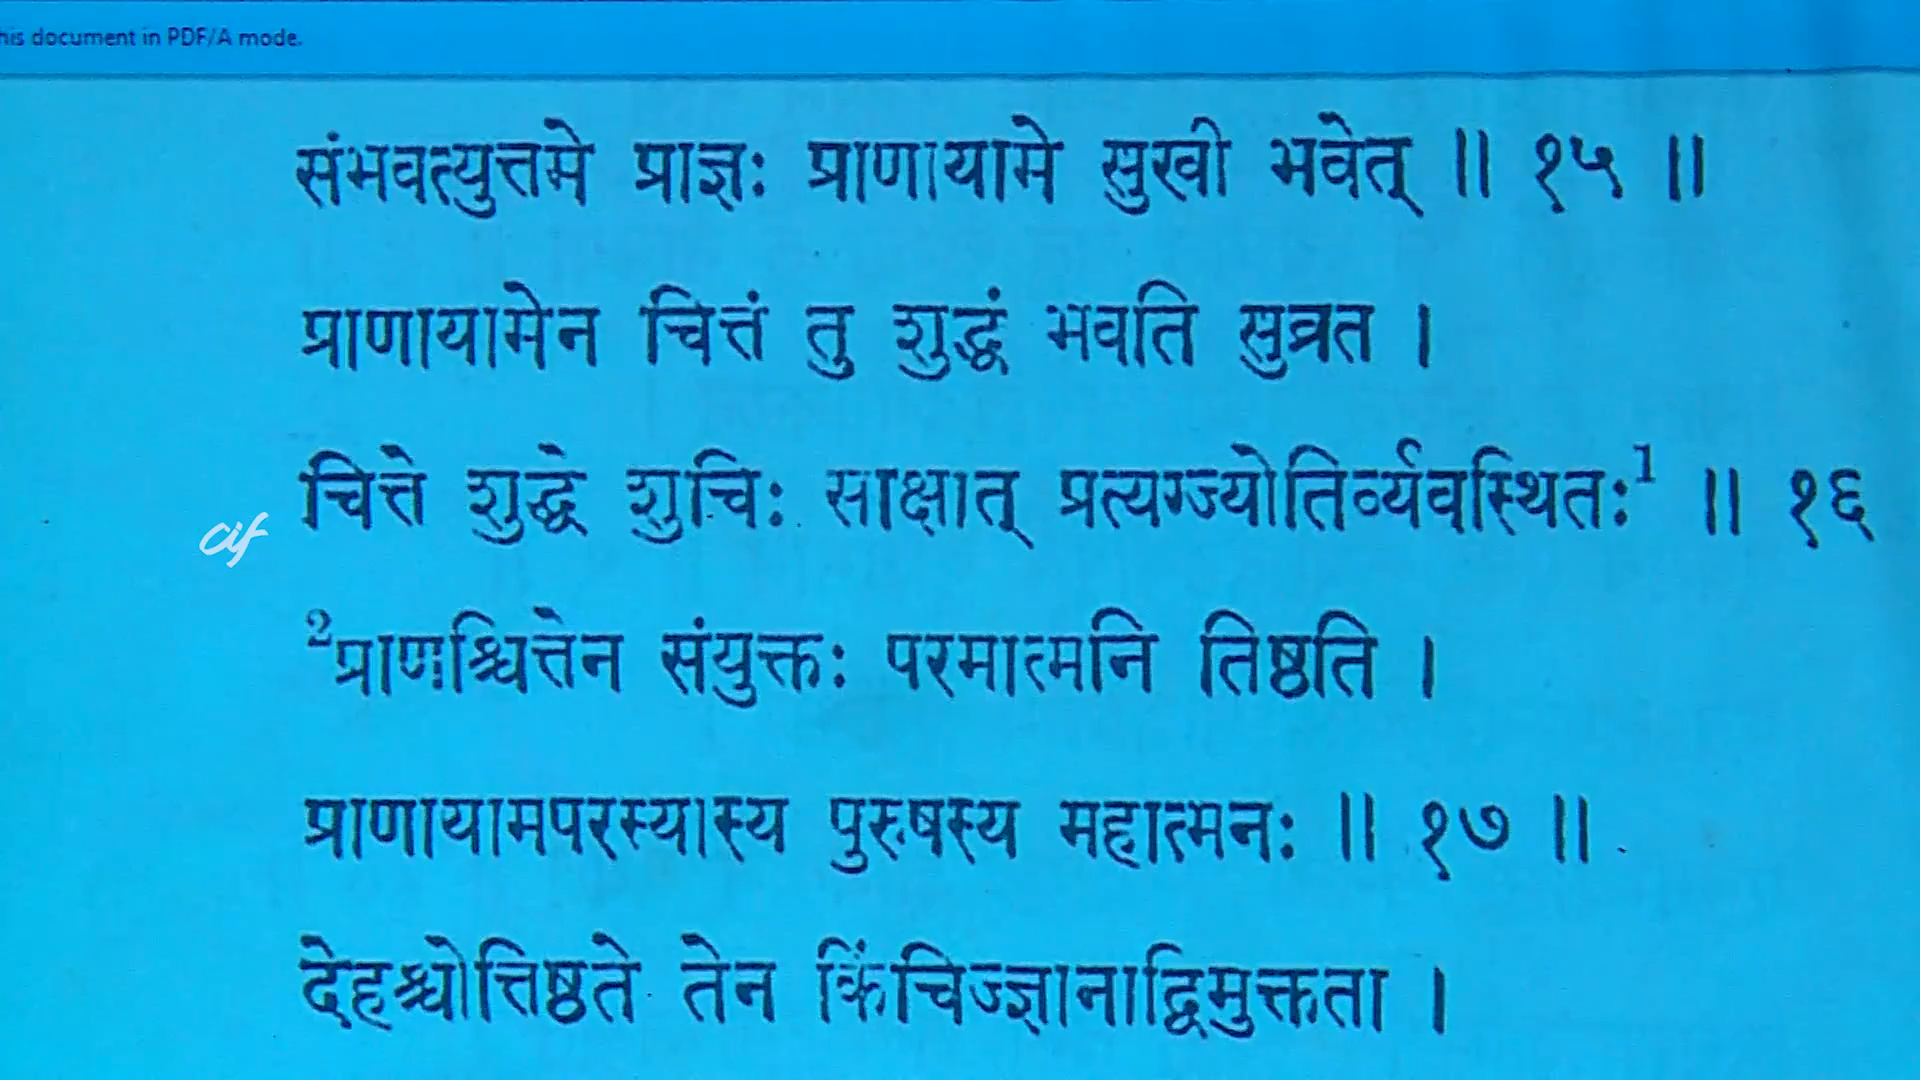 his document in PDF/A mode.
संभवत्युत्तमे प्राज्ञः प्राणायामे सुखी भवेत् ॥ १५ ॥
प्राणायामेन चित्तं तु शुद्धं भवति सुव्रत ।
चित्ते शुद्धे शुचिः साक्षात् प्रत्यग्ज्योतिर्व्यवस्थितः¹ ॥ १६
cif
²प्राणश्चित्तेन संयुक्तः परमात्मनि तिष्ठति ।
प्राणायामपरस्यास्य पुरुषस्य महात्मनः ॥ १७ ॥
देहश्चोत्तिष्ठते तेन किंचिज्ज्ञानाद्विमुक्तता ।